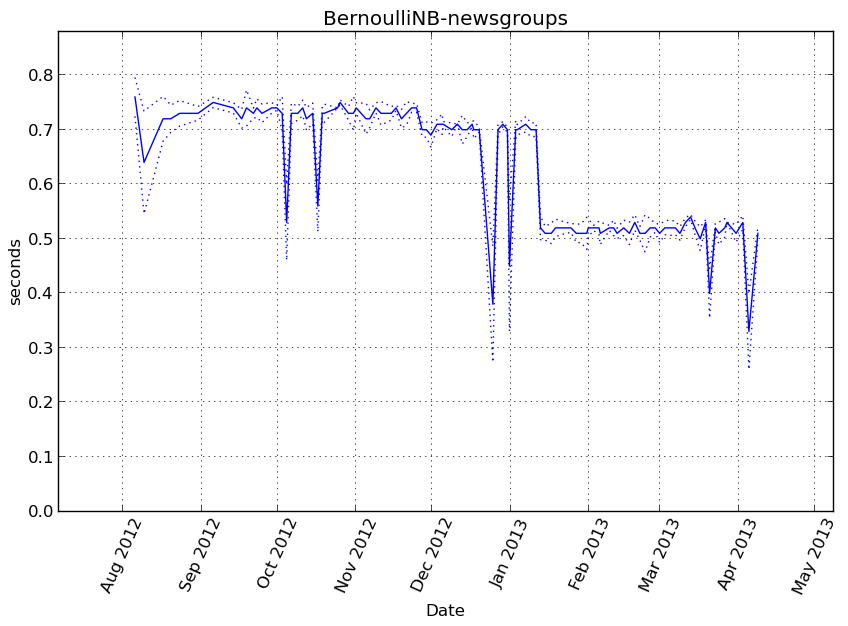 BernoulliNB-newsgroups
0.8
0.7
0.6
0.5
0.4
0.3
0.2
0.1
0.0
seconds
Aug 2012
Sep 2012
Oct 2012
Nov 2012
Dec 2012
Jan 2013
Feb 2013
Mar 2013
Apr 2013
May 2013
Date